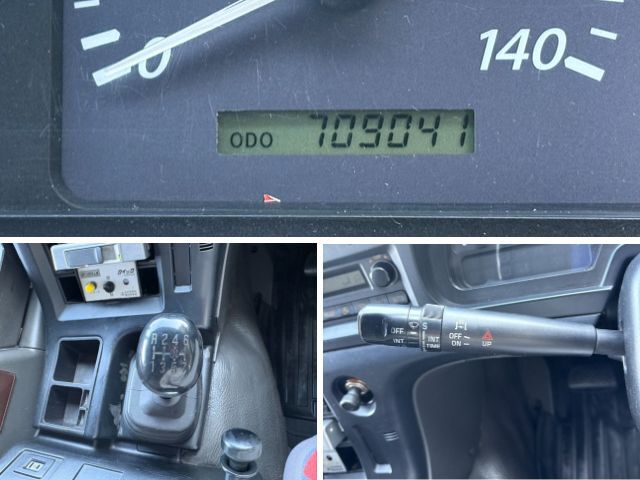 0
140
ODO 709041
R 2 4 6
1 3 5
OFF S
INT INT TIME
OFF
ON UP